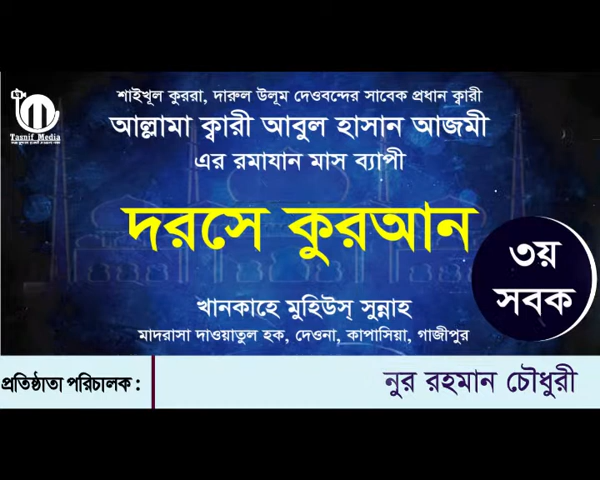 Tasnif Media
শাইখূল কুররা, দারুল উলূম দেওবন্দের সাবেক প্রধান ক্বারী
আল্লামা ক্বারী আবুল হাসান আজমী
এর রমাযান মাস ব্যাপী
দরসে কুরআন
৩য়
সবক
খানকাহে মুহিউস্ সুন্নাহ
মাদরাসা দাওয়াতুল হক, দেওনা, কাপাসিয়া, গাজীপুর
প্রতিষ্ঠাতা পরিচালক :
নুর রহমান চৌধুরী